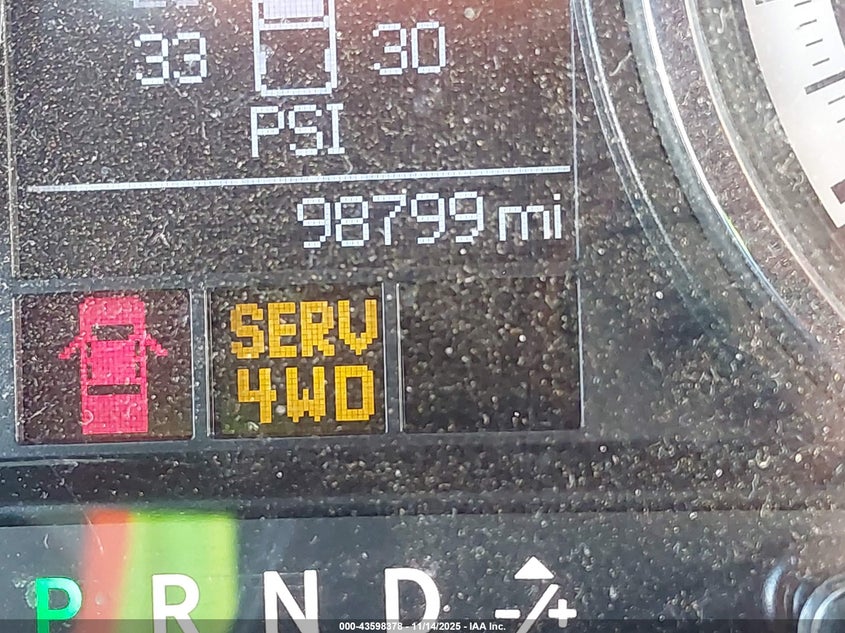 33 30
PSI
98799 mi
SERV
4WD
P R N D -/+
000-43598378 - 11/14/2025 - IAA Inc.